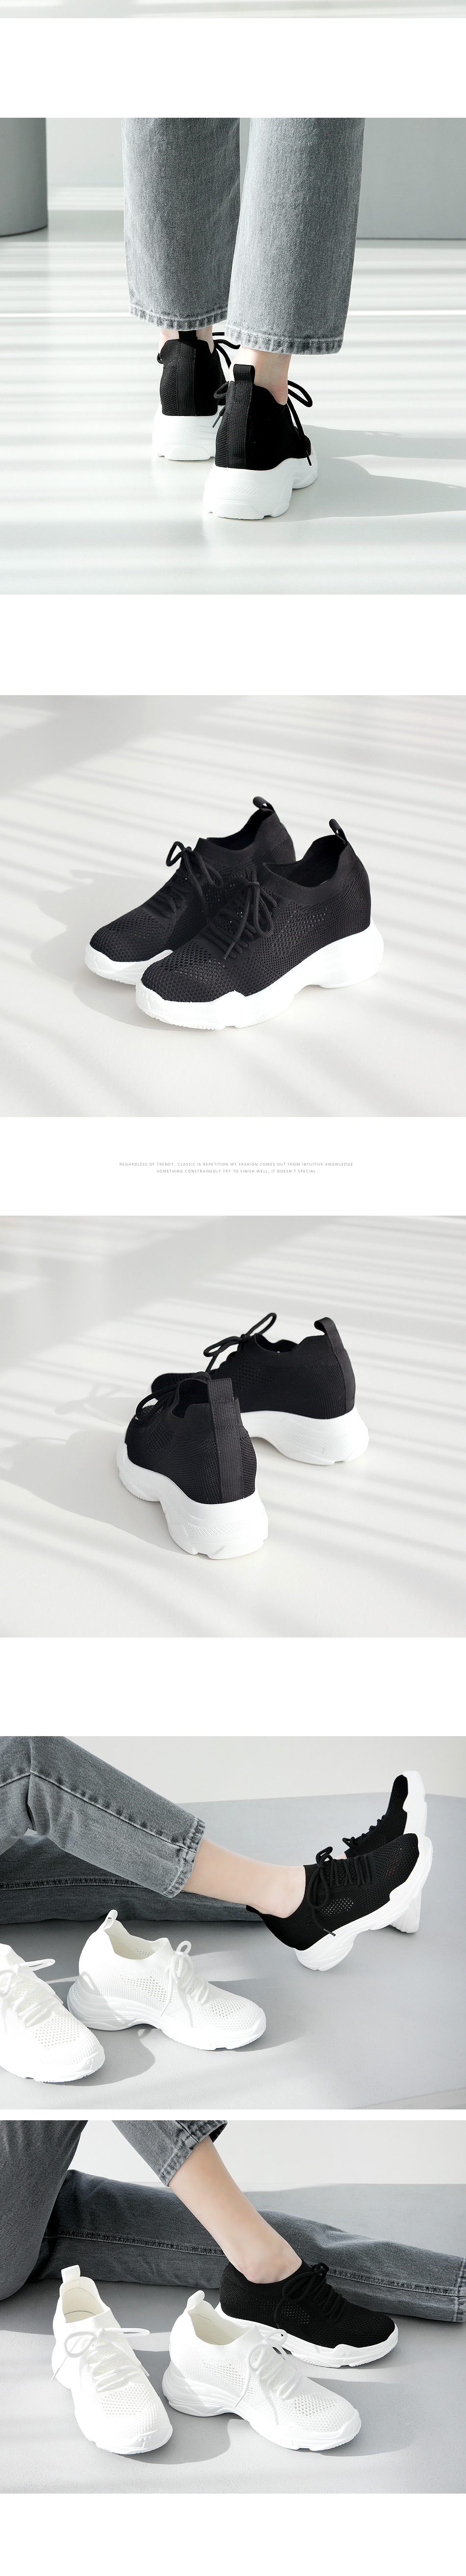 REGARDLESS OF TRENDY, CLASSIC IS REPETITION MY FASHION COMES OUT FROM INTUITIVE KNOWLEDGE
SOMETHING CONSTRAINEDLY TRY TO FINISH WELL, IT DOESN'T SPECIAL